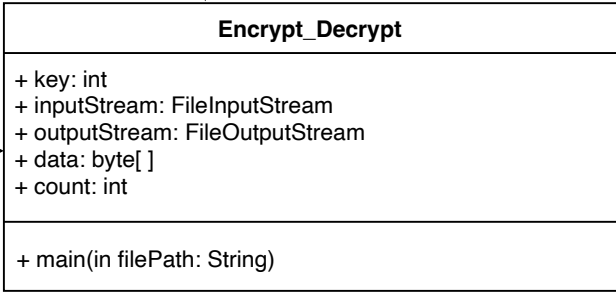 Encrypt_Decrypt
+ key: int
+ inputStream: FileInputStream
+ outputStream: FileOutputStream
+ data: byte[ ]
+ count: int
+ main(in filePath: String)